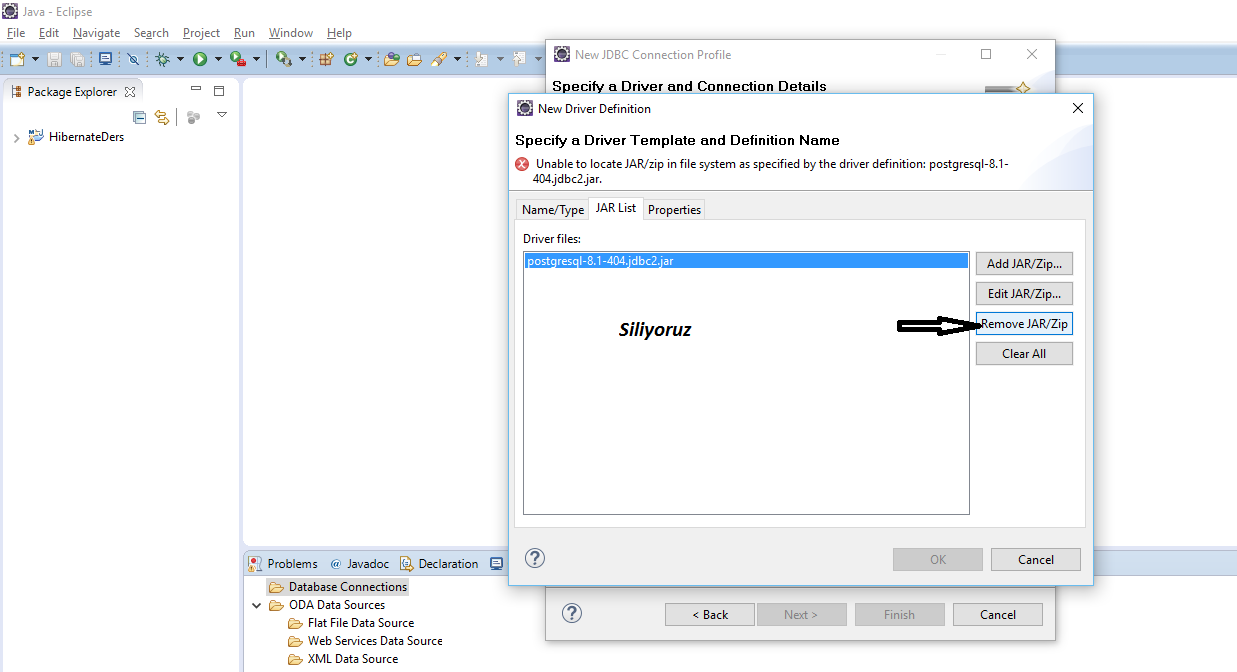 Java - Eclipse
File Edit Navigate Search Project Run Window Help
Package Explorer
HibernateDers
New JDBC Connection Profile
Specify a Driver and Connection Details
New Driver Definition
Specify a Driver Template and Definition Name
Unable to locate JAR/zip in file system as specified by the driver definition: postgresql-8.1-
404.jdbc2.jar.
Name/Type JAR List Properties
Driver files:
postgresql-8.1-404.jdbc2.jar
Add JAR/Zip...
Edit JAR/Zip...
Remove JAR/Zip
Clear All
Siliyoruz
OK Cancel
< Back Next > Finish Cancel
Problems @ Javadoc Declaration
Database Connections
ODA Data Sources
Flat File Data Source
Web Services Data Source
XML Data Source